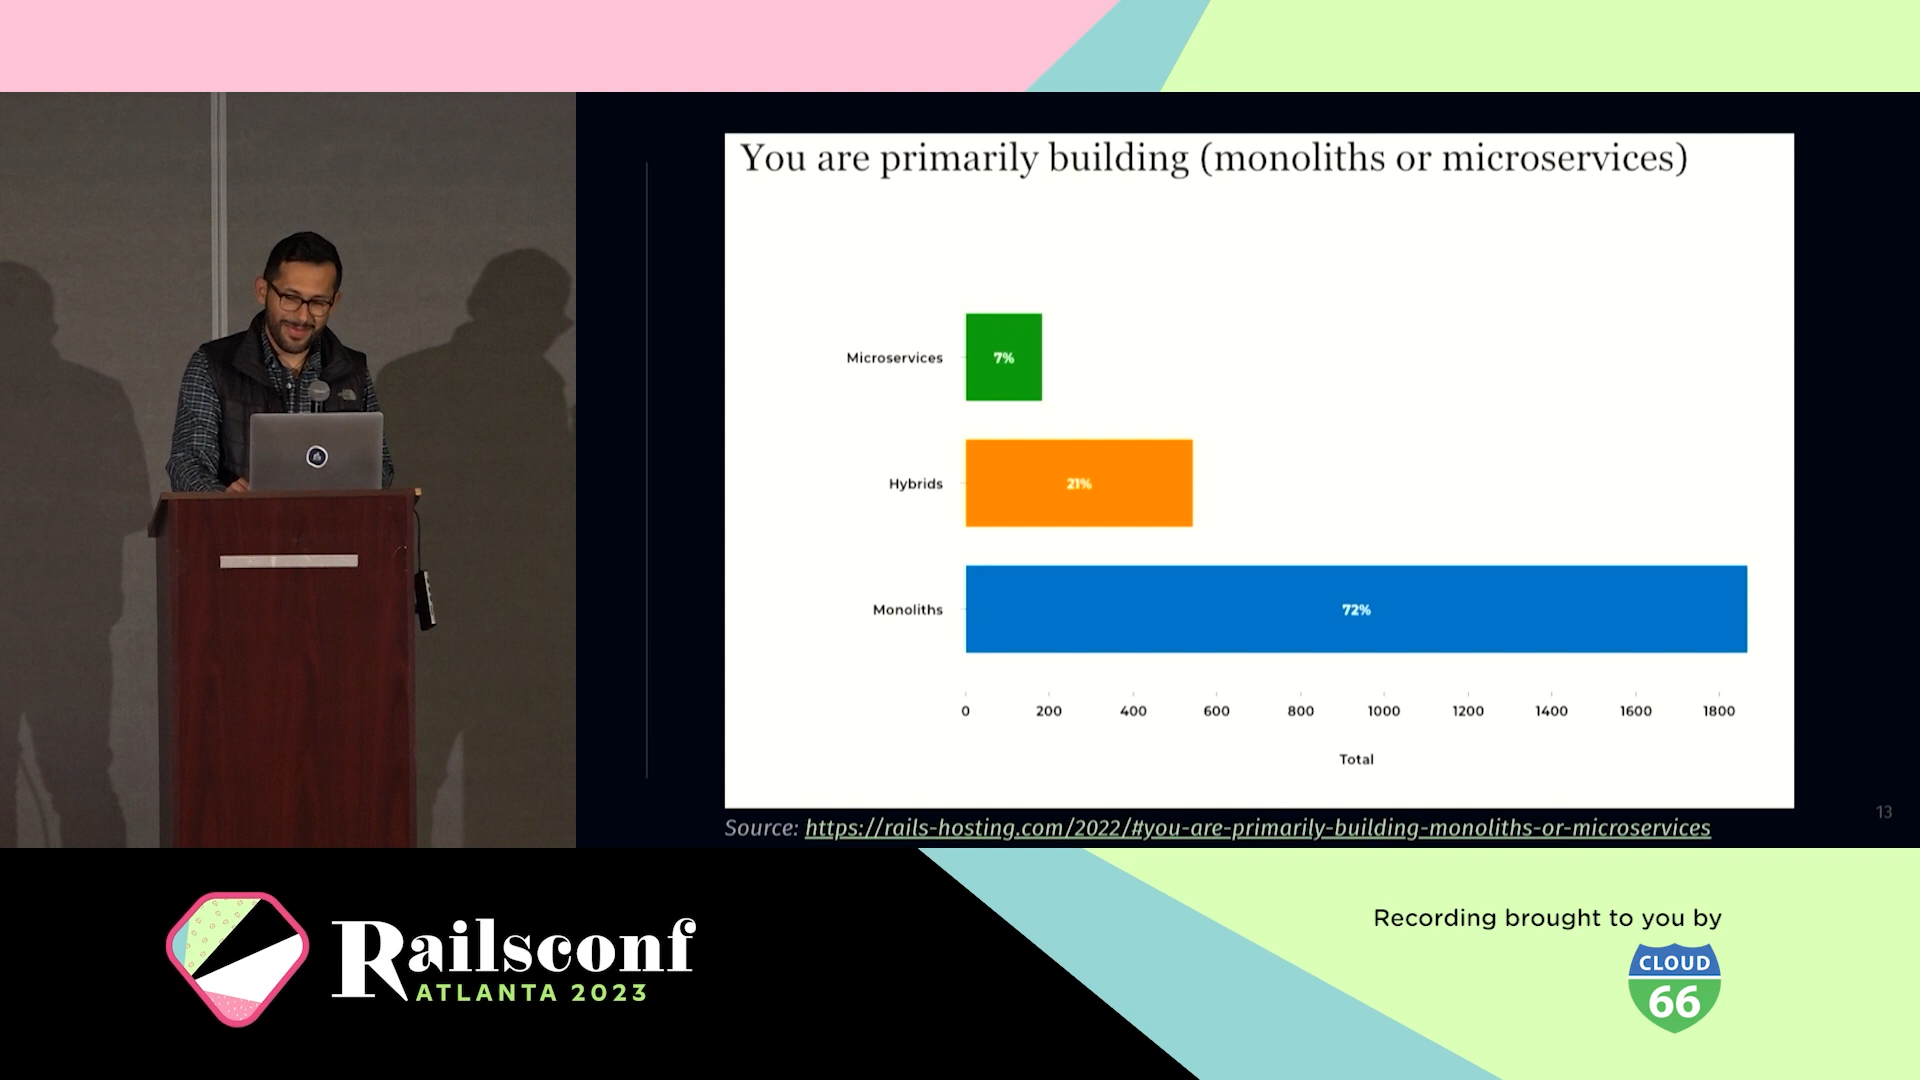 You are primarily building (monoliths or microservices)
Microservices
7%
Hybrids
21%
Monoliths
72%
0 200 400 600 800 1000 1200 1400 1600 1800
Total
Source: https://rails-hosting.com/2022/#you-are-primarily-building-monoliths-or-microservices
13
Railsconf
ATLANTA 2023
Recording brought to you by
CLOUD
66